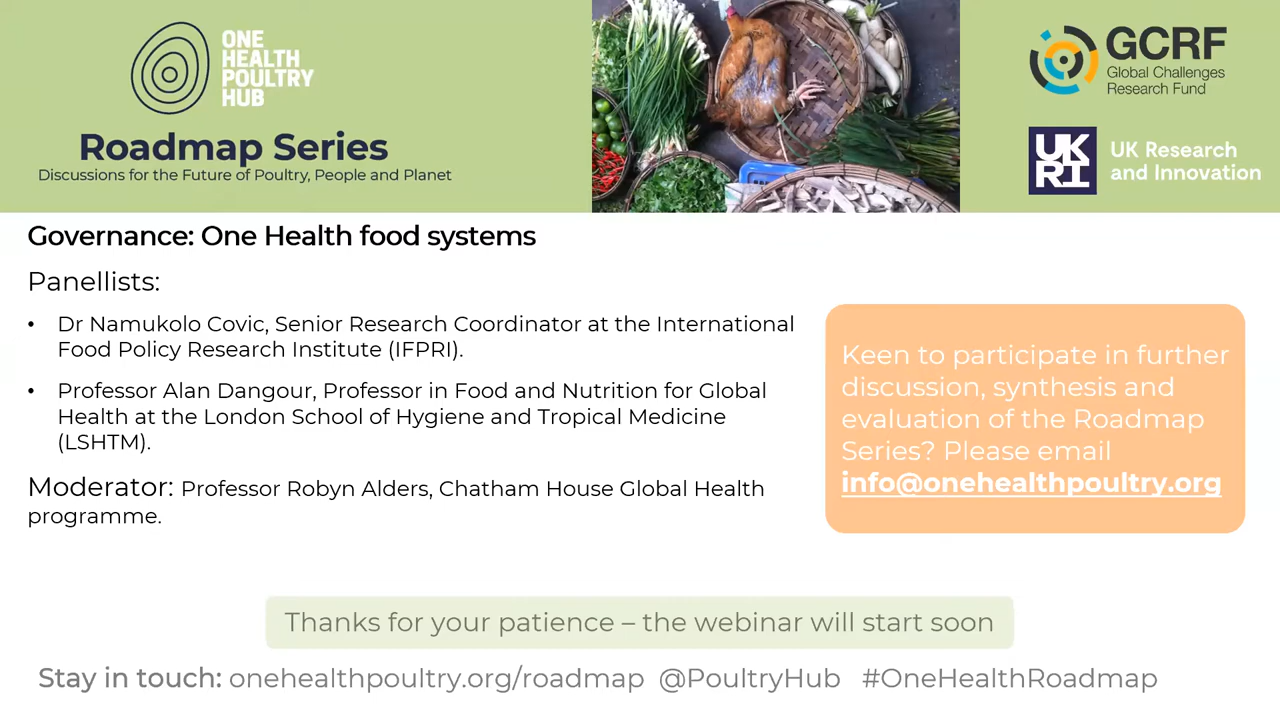 ONE
HEALTH
POULTRY
HUB
Roadmap Series
Discussions for the Future of Poultry, People and Planet
GCRF
Global Challenges
Research Fund
UK
RI
UK Research
and Innovation
Governance: One Health food systems
Panellists:
• Dr Namukolo Covic, Senior Research Coordinator at the International
Food Policy Research Institute (IFPRI).
• Professor Alan Dangour, Professor in Food and Nutrition for Global
Health at the London School of Hygiene and Tropical Medicine
(LSHTM).
Moderator: Professor Robyn Alders, Chatham House Global Health
programme.
Keen to participate in further
discussion, synthesis and
evaluation of the Roadmap
Series? Please email
info@onehealthpoultry.org
Thanks for your patience – the webinar will start soon
Stay in touch: onehealthpoultry.org/roadmap @PoultryHub #OneHealthRoadmap